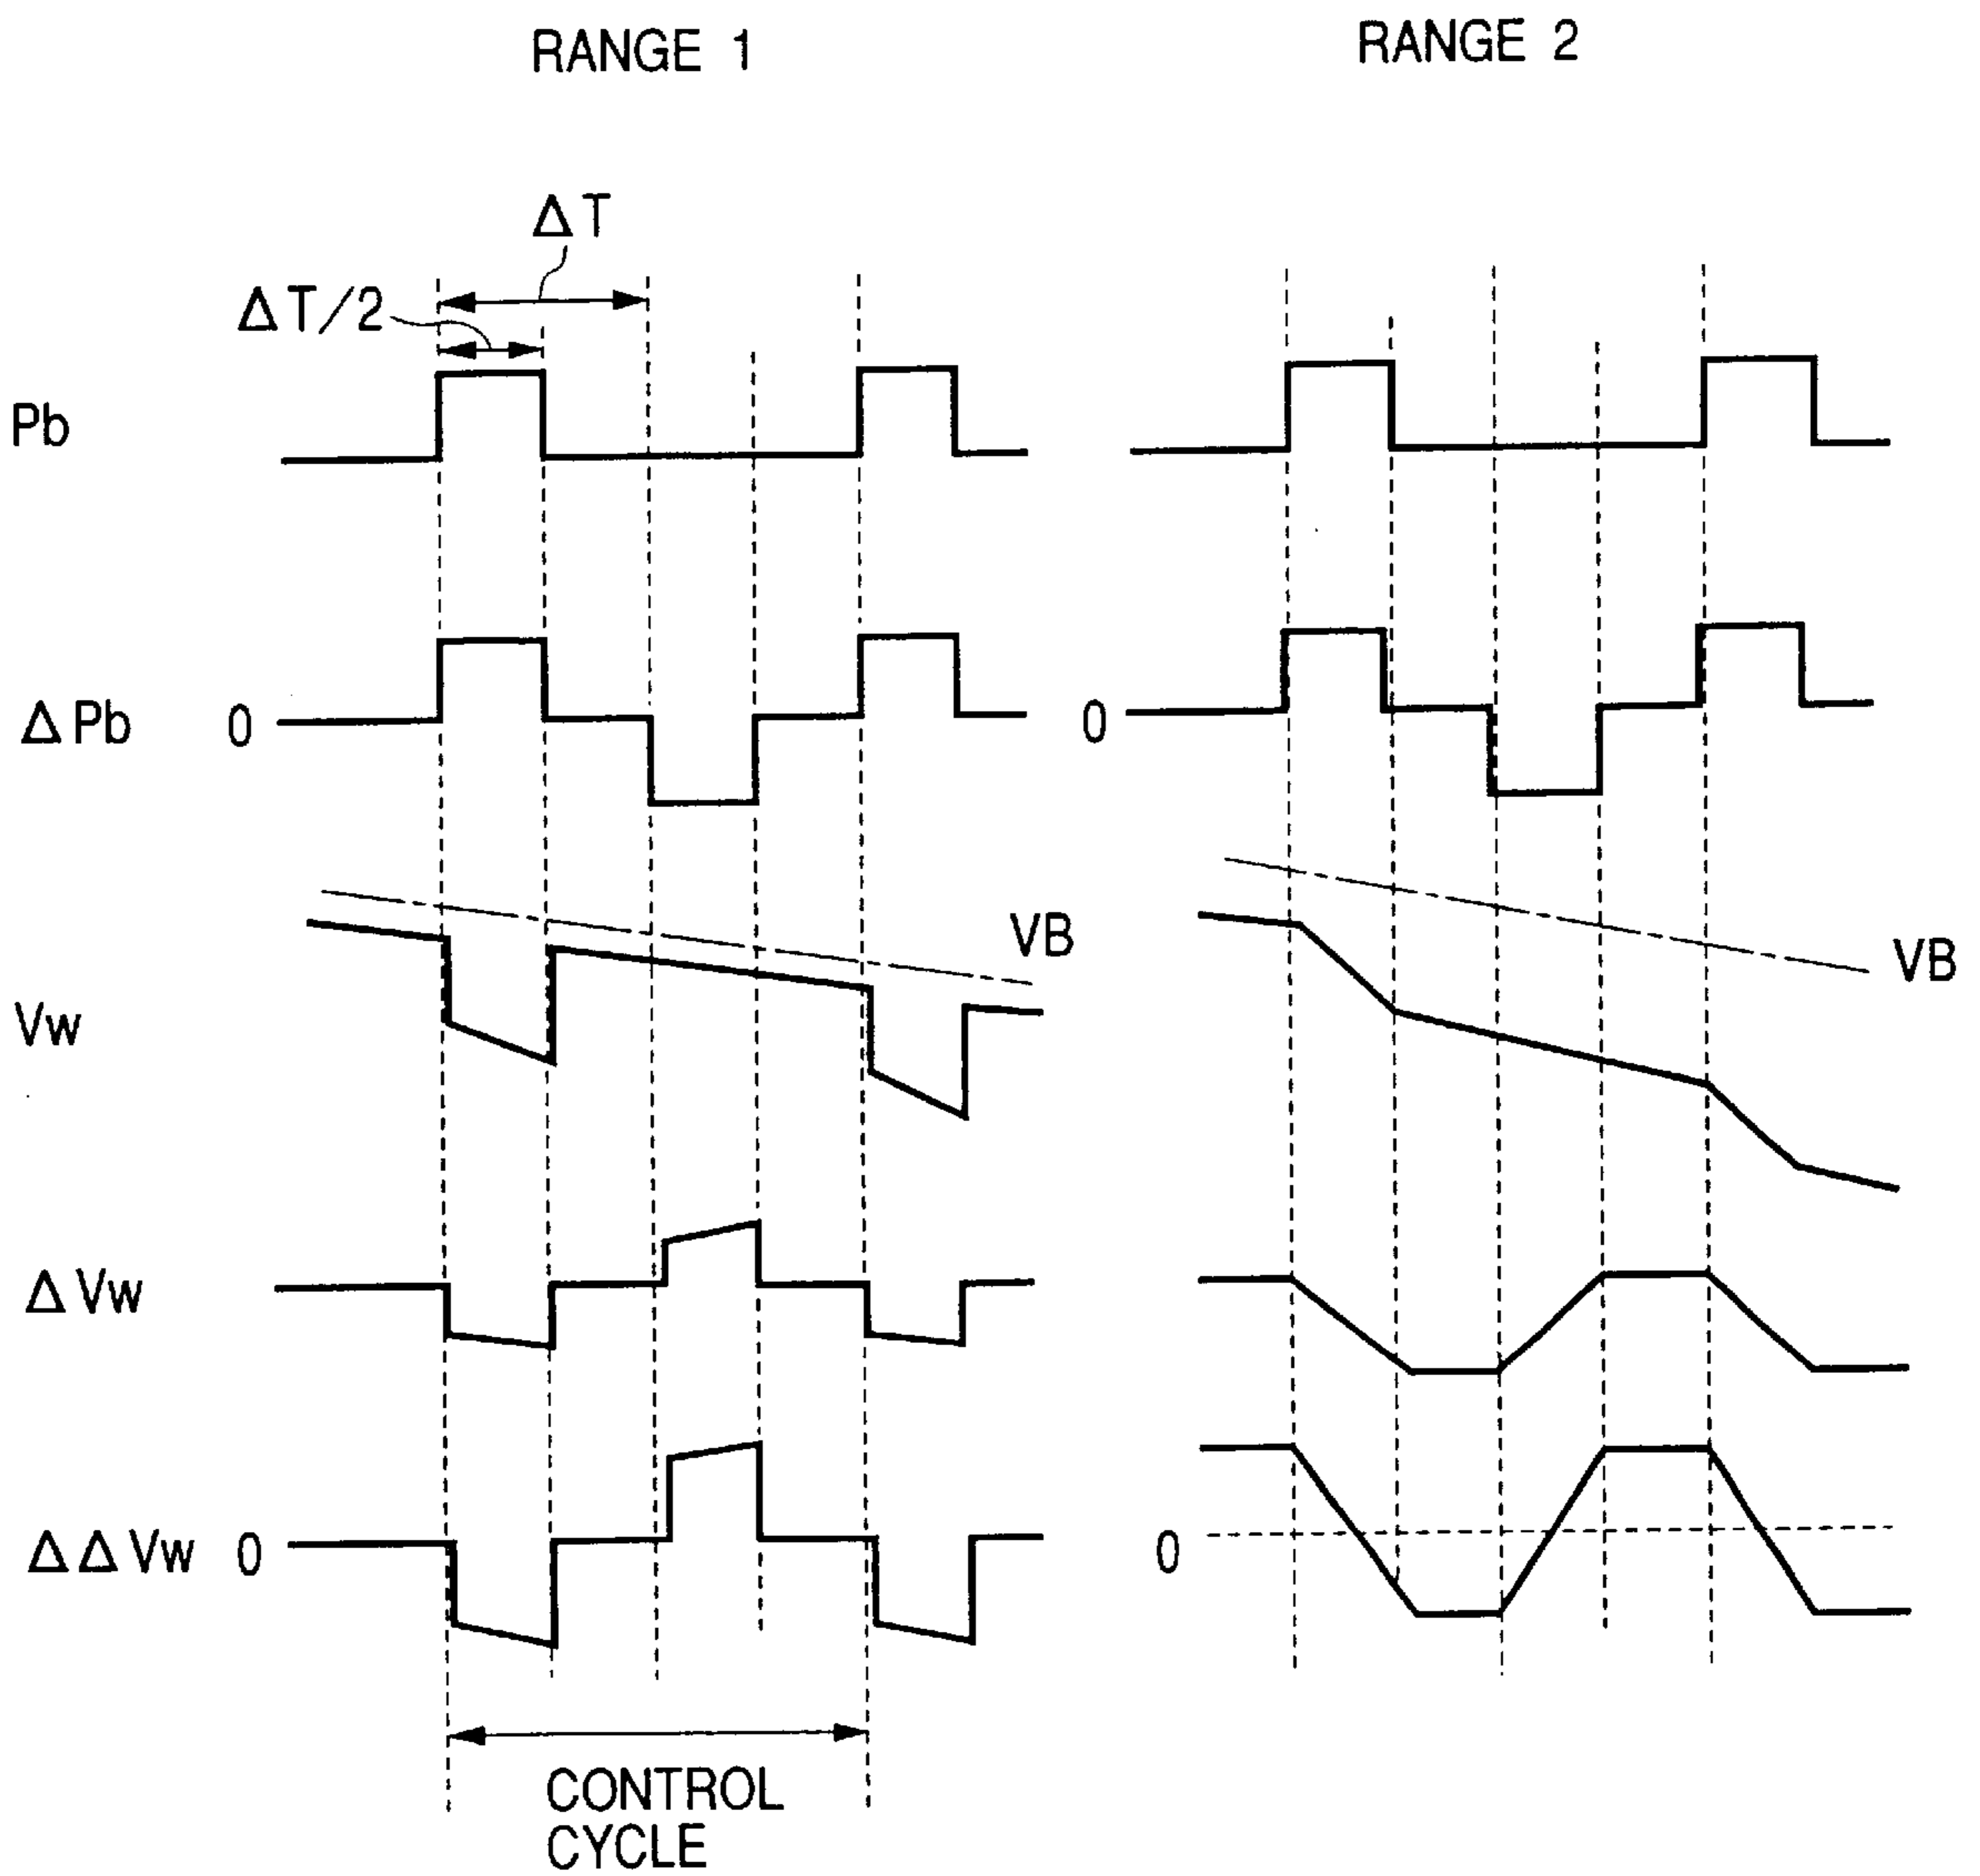 RANGE 1
RANGE 2
ΔT
ΔT/2
Pb
ΔPb
0
0
VB
VB
Vw
ΔVw
ΔΔVw
0
0
CONTROL
CYCLE